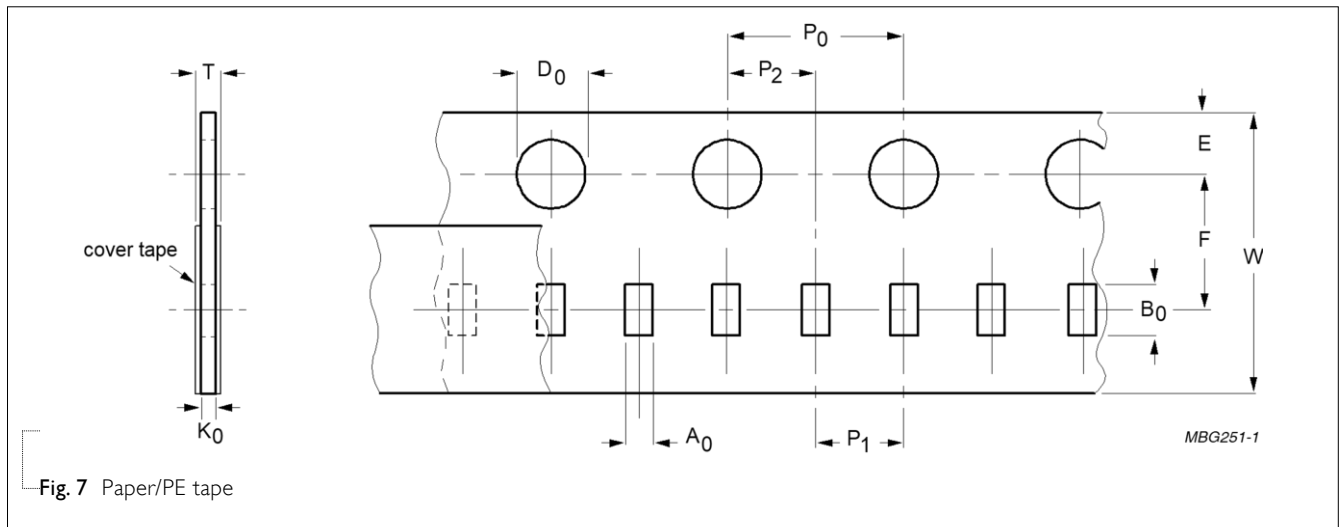 P0
T
D0
P2
E
F
W
cover tape
B0
K0
A0
P1
MBG251-1
Fig. 7 Paper/PE tape